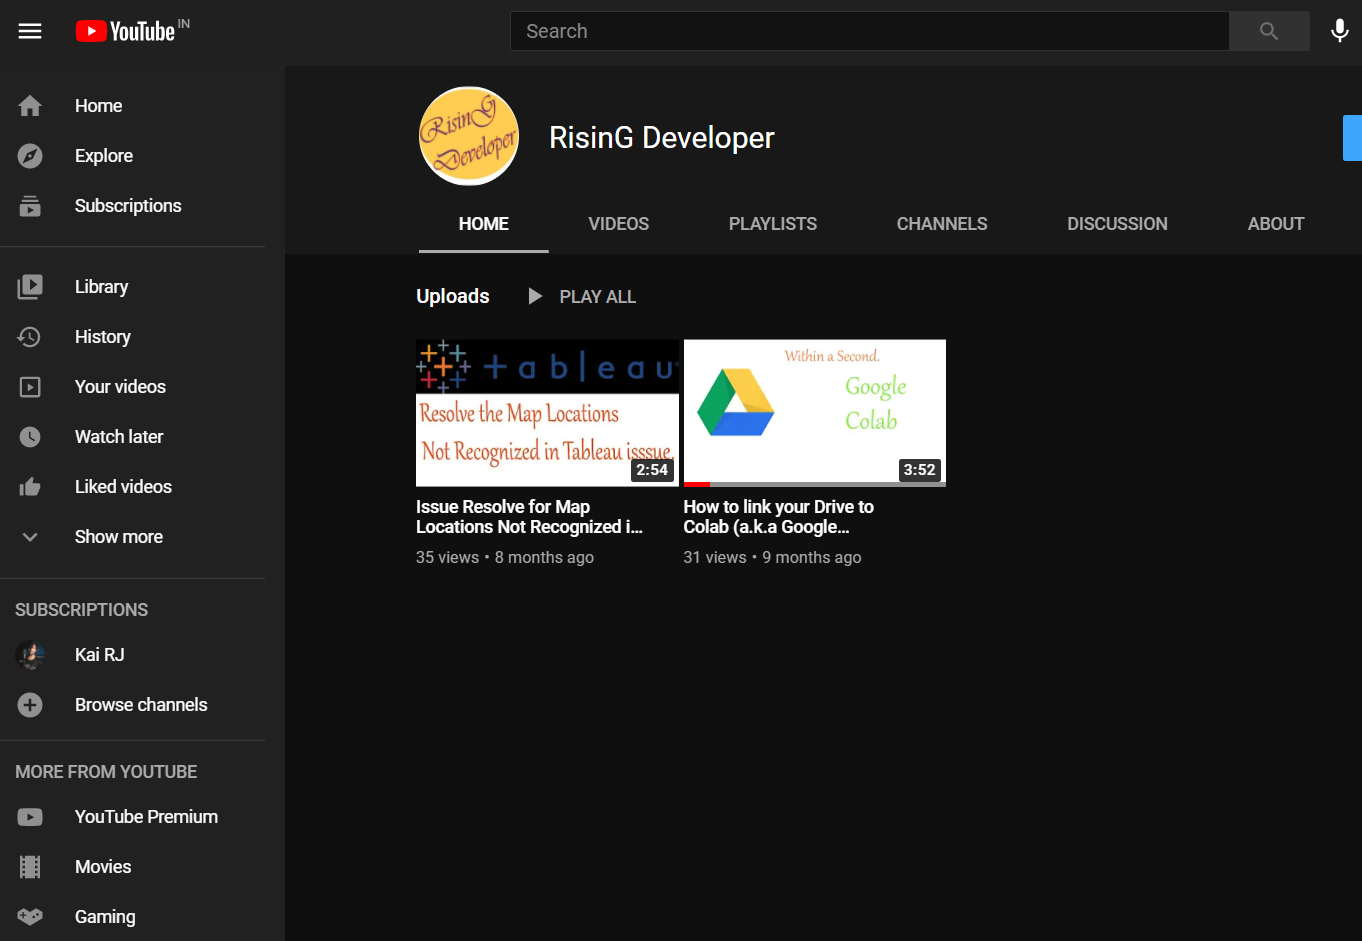 YouTube IN
Search
Home
Explore
Subscriptions
Library
History
Your videos
Watch later
Liked videos
Show more
SUBSCRIPTIONS
Kai RJ
Browse channels
MORE FROM YOUTUBE
YouTube Premium
Movies
Gaming
RisinG
Developer
RisinG Developer
HOME VIDEOS PLAYLISTS CHANNELS DISCUSSION ABOUT
Uploads PLAY ALL
+ableau
Resolve the Map Locations
Not Recognized in Tableau isssue.
2:54
Issue Resolve for Map
Locations Not Recognized i...
35 views • 8 months ago
Within a Second.
Google
Colab
3:52
How to link your Drive to
Colab (a.k.a Google...
31 views • 9 months ago